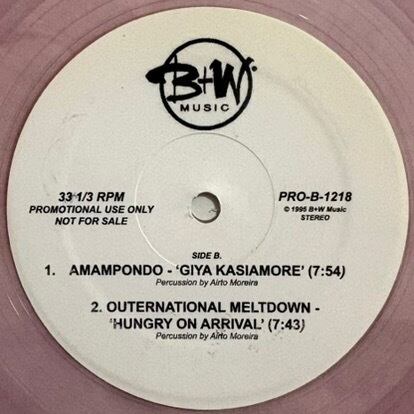 B+W.
MUSIC
33 1/3 RPM
PROMOTIONAL USE ONLY
NOT FOR SALE
PRO-B-1218
© 1995 B+W Music
STEREO
SIDE B.
1. AMAMPONDO - ‘GIYA KASIAMORE’ (7:54)
Percussion by Airto Moreira
2. OUTERNATIONAL MELTDOWN -
‘HUNGRY ON ARRIVAL’ (7:43)
Percussion by Airto Moreira